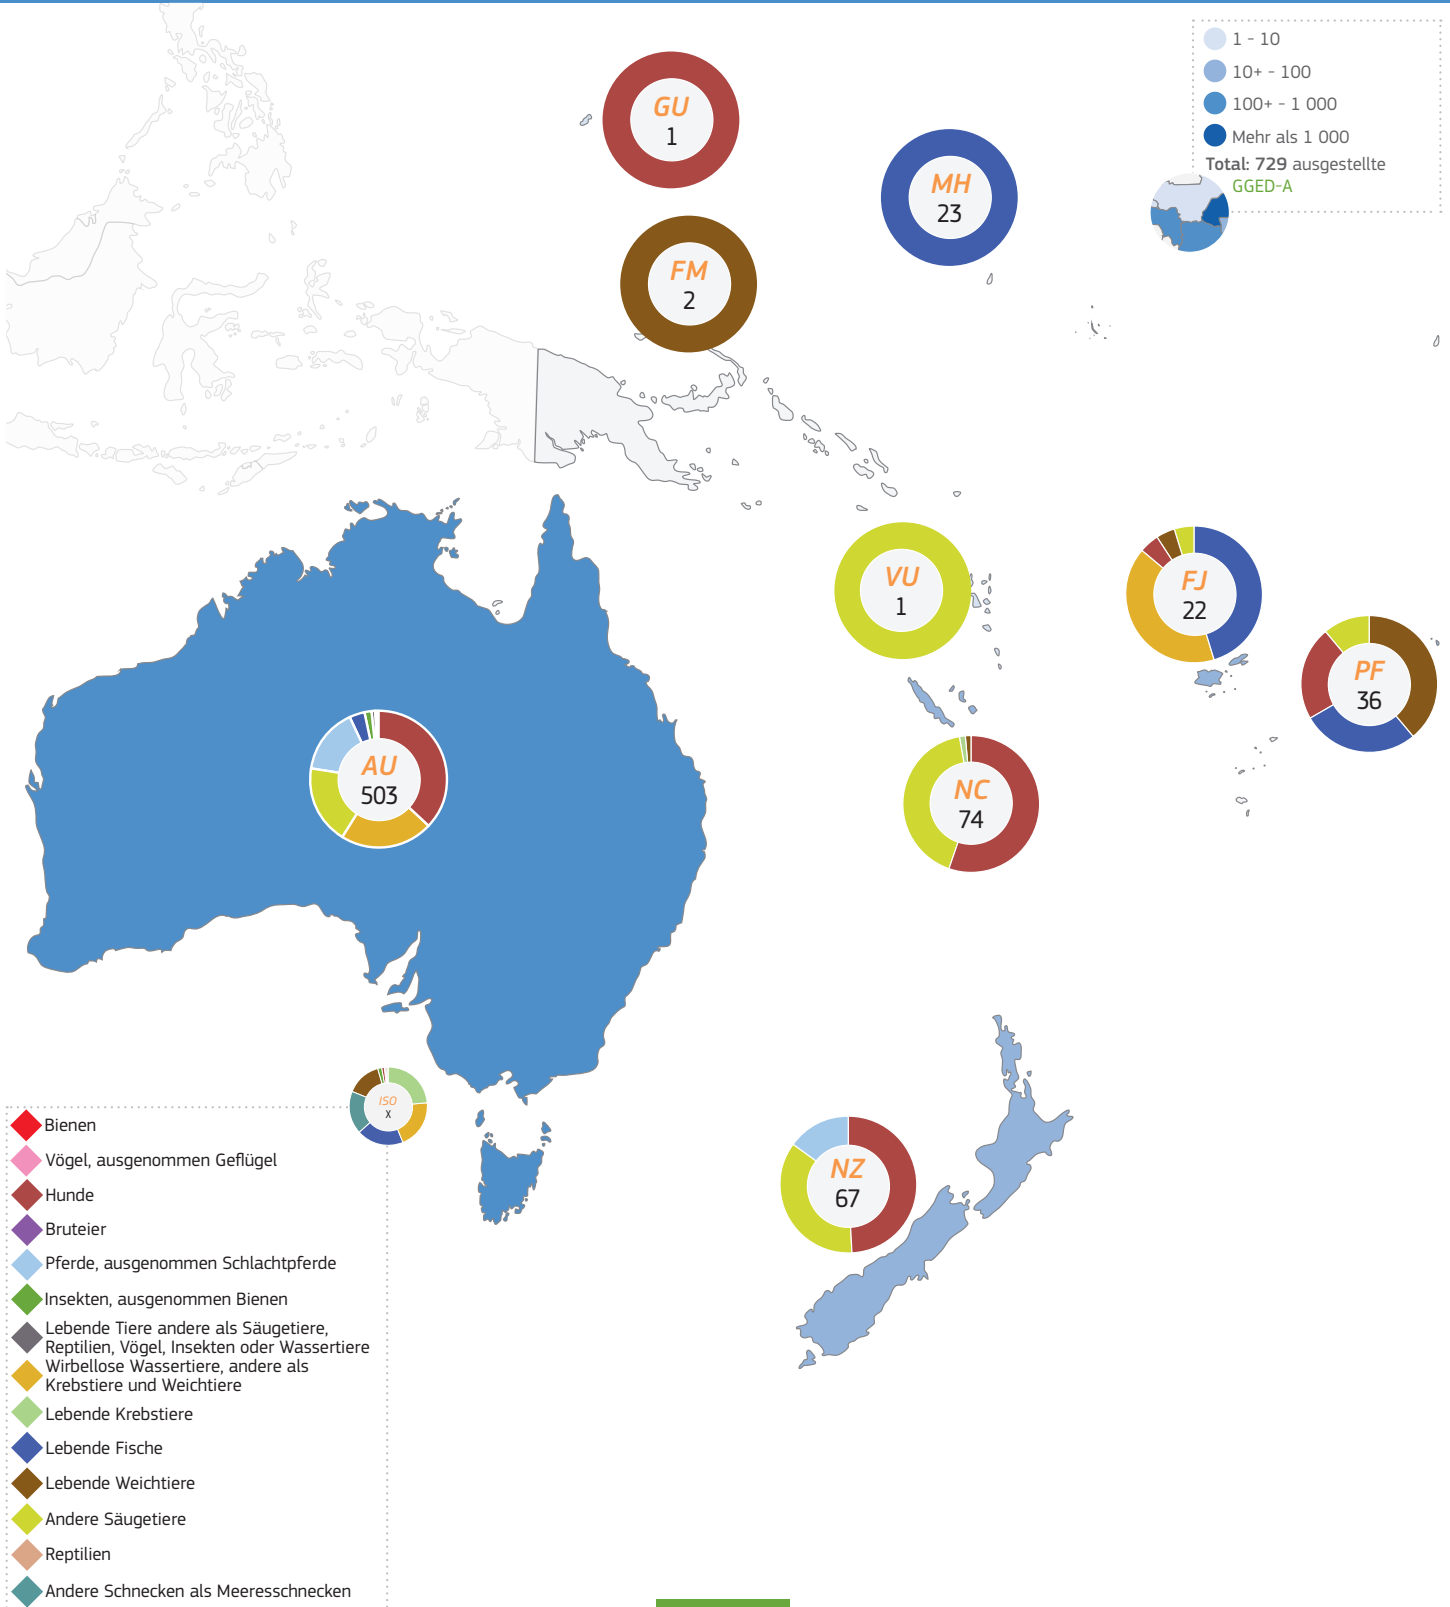 1 - 10
10+ - 100
100+ - 1 000
Mehr als 1 000
Total: 729 ausgestellte
GGED-A
GU
1
MH
23
FM
2
VU
1
FJ
22
PF
36
AU
503
NC
74
NZ
67
ISO
X
Bienen
Vögel, ausgenommen Geflügel
Hunde
Bruteier
Pferde, ausgenommen Schlachtpferde
Insekten, ausgenommen Bienen
Lebende Tiere andere als Säugetiere,
Reptilien, Vögel, Insekten oder Wassertiere
Wirbellose Wassertiere, andere als
Krebstiere und Weichtiere
Lebende Krebstiere
Lebende Fische
Lebende Weichtiere
Andere Säugetiere
Reptilien
Andere Schnecken als Meeresschnecken